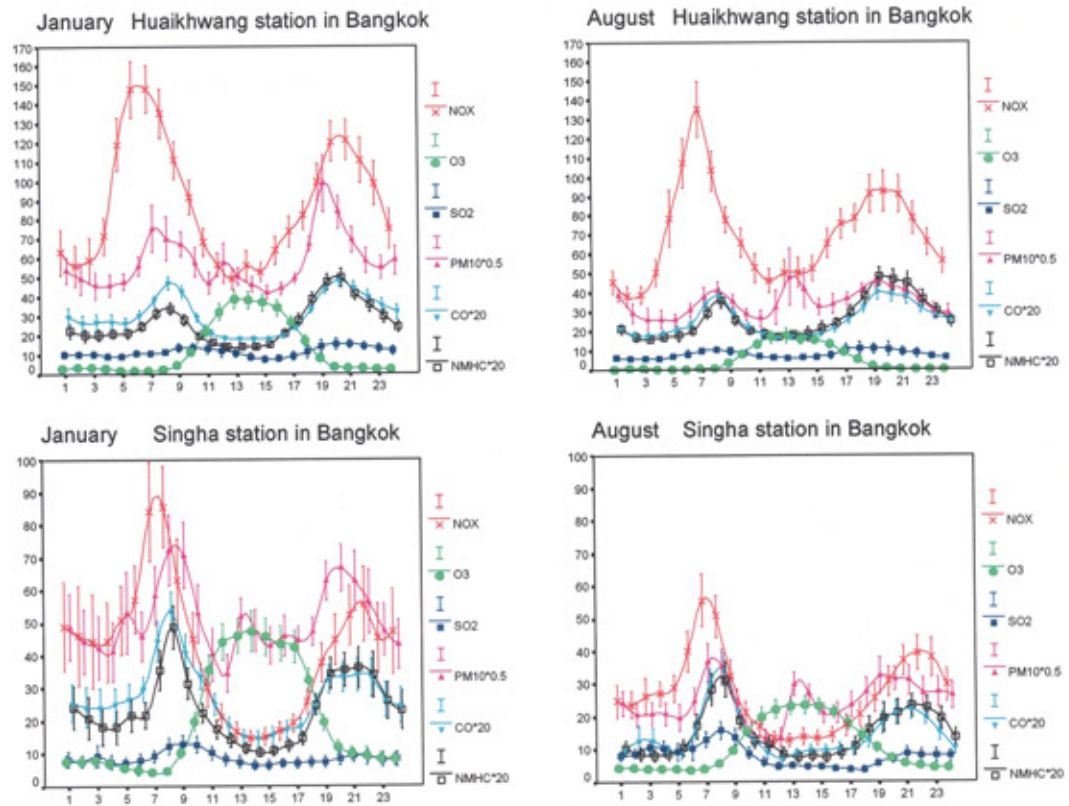 January Huaikhwang station in Bangkok
170
160
150
140
130
120
110
100
90
80
70
60
50
40
30
20
10
0
1 3 5 7 9 11 13 15 17 19 21 23
NOX
O3
SO2
PM10*0.5
CO*20
NMHC*20
August Huaikhwang station in Bangkok
170
160
150
140
130
120
110
100
90
80
70
60
50
40
30
20
10
0
1 3 5 7 9 11 13 15 17 19 21 23
NOX
O3
SO2
PM10*0.5
CO*20
NMHC*20
January Singha station in Bangkok
100
90
80
70
60
50
40
30
20
10
0
1 3 5 7 9 11 13 15 17 19 21 23
NOX
O3
SO2
PM10*0.5
CO*20
NMHC*20
August Singha station in Bangkok
100
90
80
70
60
50
40
30
20
10
0
1 3 5 7 9 11 13 15 17 19 21 23
NOX
O3
SO2
PM10*0.5
CO*20
NMHC*20